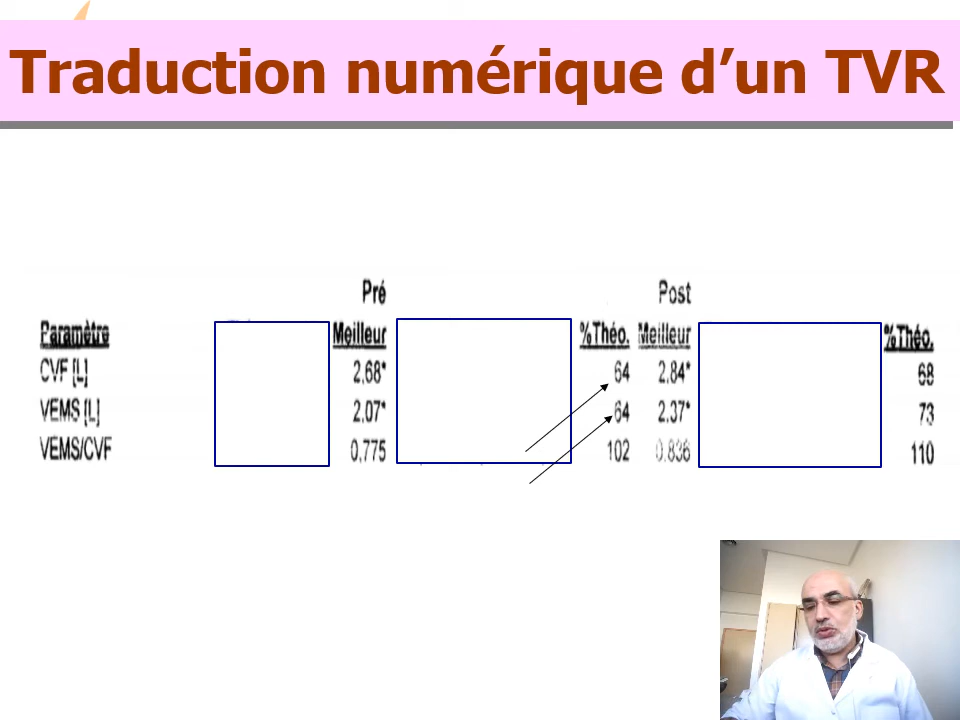 Traduction numérique d’un TVR
Pré Post
Paramètre Meilleur %Théo. Meilleur %Théo.
CVF [L] 2,68* 64 2,84* 68
VEMS [L] 2,07* 64 2,37* 73
VEMS/CVF 0,775 102 0,836 110